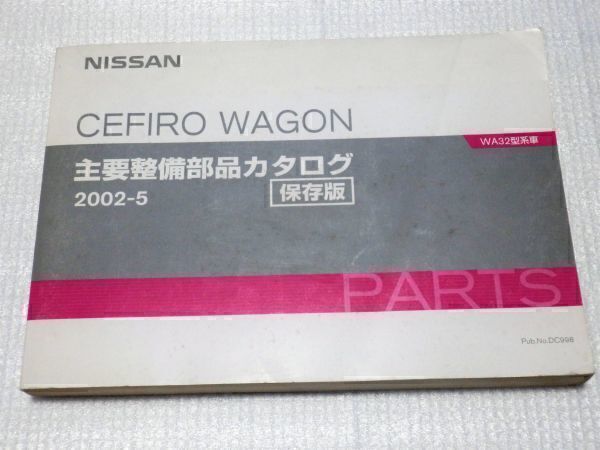 NISSAN
CEFIRO WAGON
WA32型系車
主要整備部品カタログ
2002-5 保存版
PARTS
Pub.No.DC998